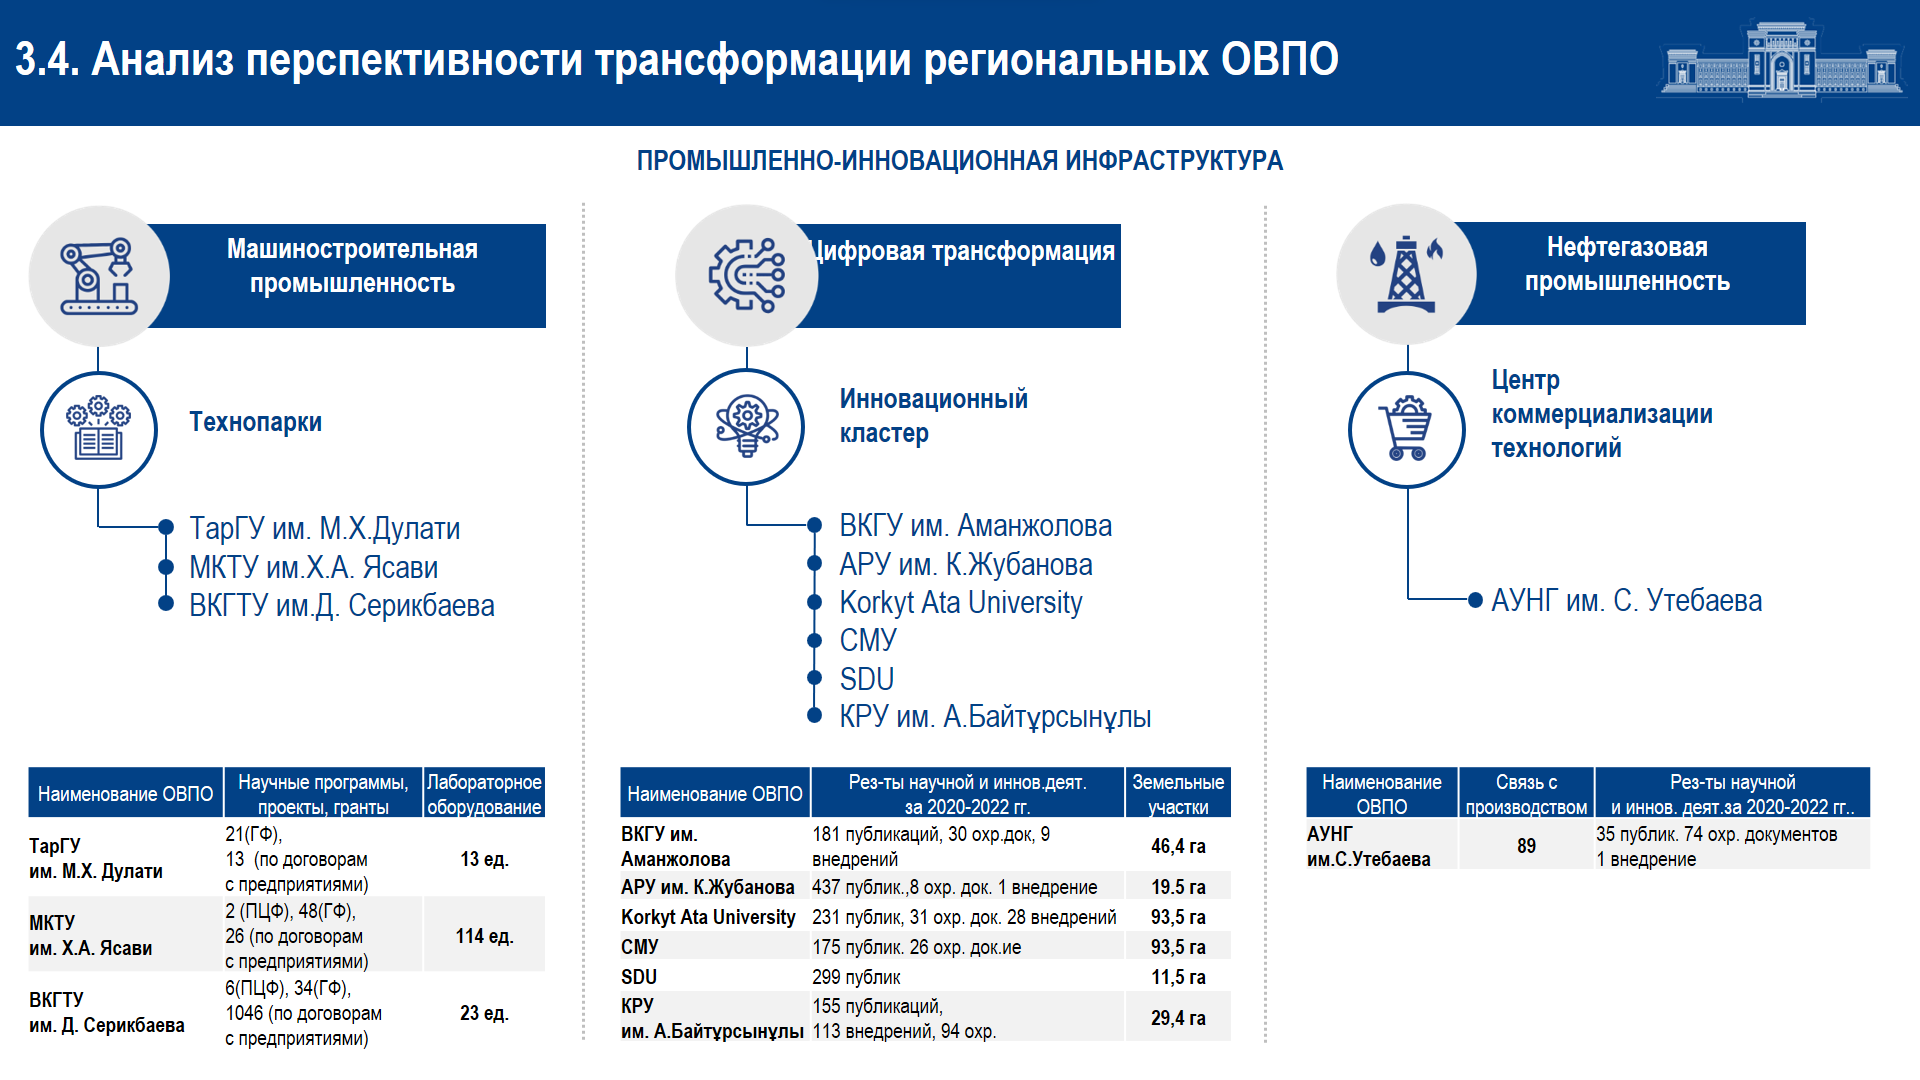 3.4. Анализ перспективности трансформации региональных ОВПО
ПРОМЫШЛЕННО-ИННОВАЦИОННАЯ ИНФРАСТРУКТУРА
Машиностроительная
промышленность
Технопарки
ТарГУ им. М.Х.Дулати
МКТУ им.Х.А. Ясави
ВКГТУ им.Д. Серикбаева
Наименование ОВПО
Научные программы,
проекты, гранты
Лабораторное
оборудование
ТарГУ
им. М.Х. Дулати
21(ГФ),
13  (по договорам
с предприятиями)
13 ед.
МКТУ
им. Х.А. Ясави
2 (ПЦФ), 48(ГФ),
26 (по договорам
с предприятиями)
114 ед.
ВКГТУ
им. Д. Серикбаева
6(ПЦФ), 34(ГФ),
1046 (по договорам
с предприятиями)
23 ед.
Цифровая трансформация
Инновационный
кластер
ВКГУ им. Аманжолова
АРУ им. К.Жубанова
Korkyt Ata University
СМУ
SDU
КРУ им. А.Байтұрсынұлы
Наименование ОВПО
Рез-ты научной и иннов.деят.
за 2020-2022 гг.
Земельные
участки
ВКГУ им.
Аманжолова
181 публикаций, 30 охр.док, 9
внедрений
46,4 га
АРУ им. К.Жубанова
437 публик.,8 охр. док. 1 внедрение
19.5 га
Korkyt Ata University
231 публик, 31 охр. док. 28 внедрений
93,5 га
СМУ
175 публик. 26 охр. док.ие
93,5 га
SDU
299 публик
11,5 га
КРУ
им. А.Байтұрсынұлы
155 публикаций,
113 внедрений, 94 охр.
29,4 га
Нефтегазовая
промышленность
Центр
коммерциализации
технологий
АУНГ им. С. Утебаева
Наименование
ОВПО
Связь с
производством
Рез-ты научной
и иннов. деят.за 2020-2022 гг..
АУНГ
им.С.Утебаева
89
35 публик. 74 охр. документов
1 внедрение